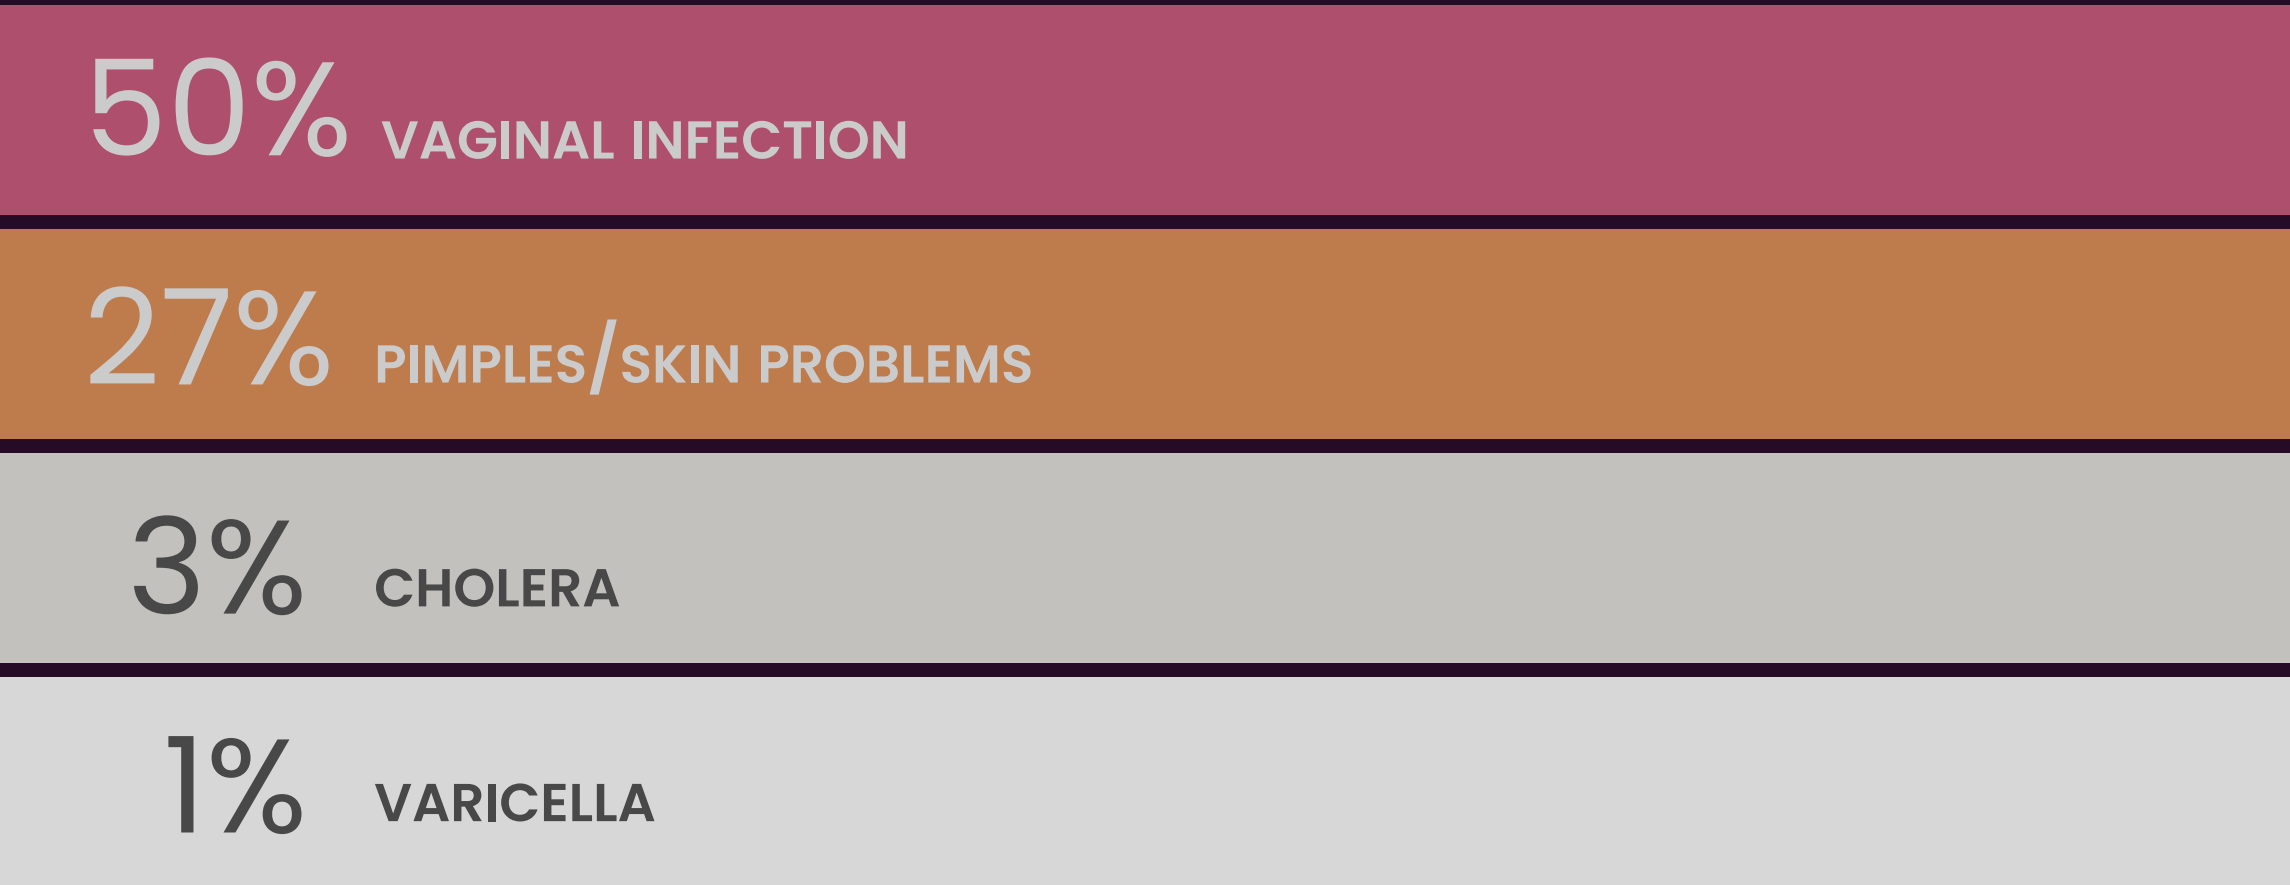 50% VAGINAL INFECTION
27% PIMPLES/SKIN PROBLEMS
3% CHOLERA
1% VARICELLA